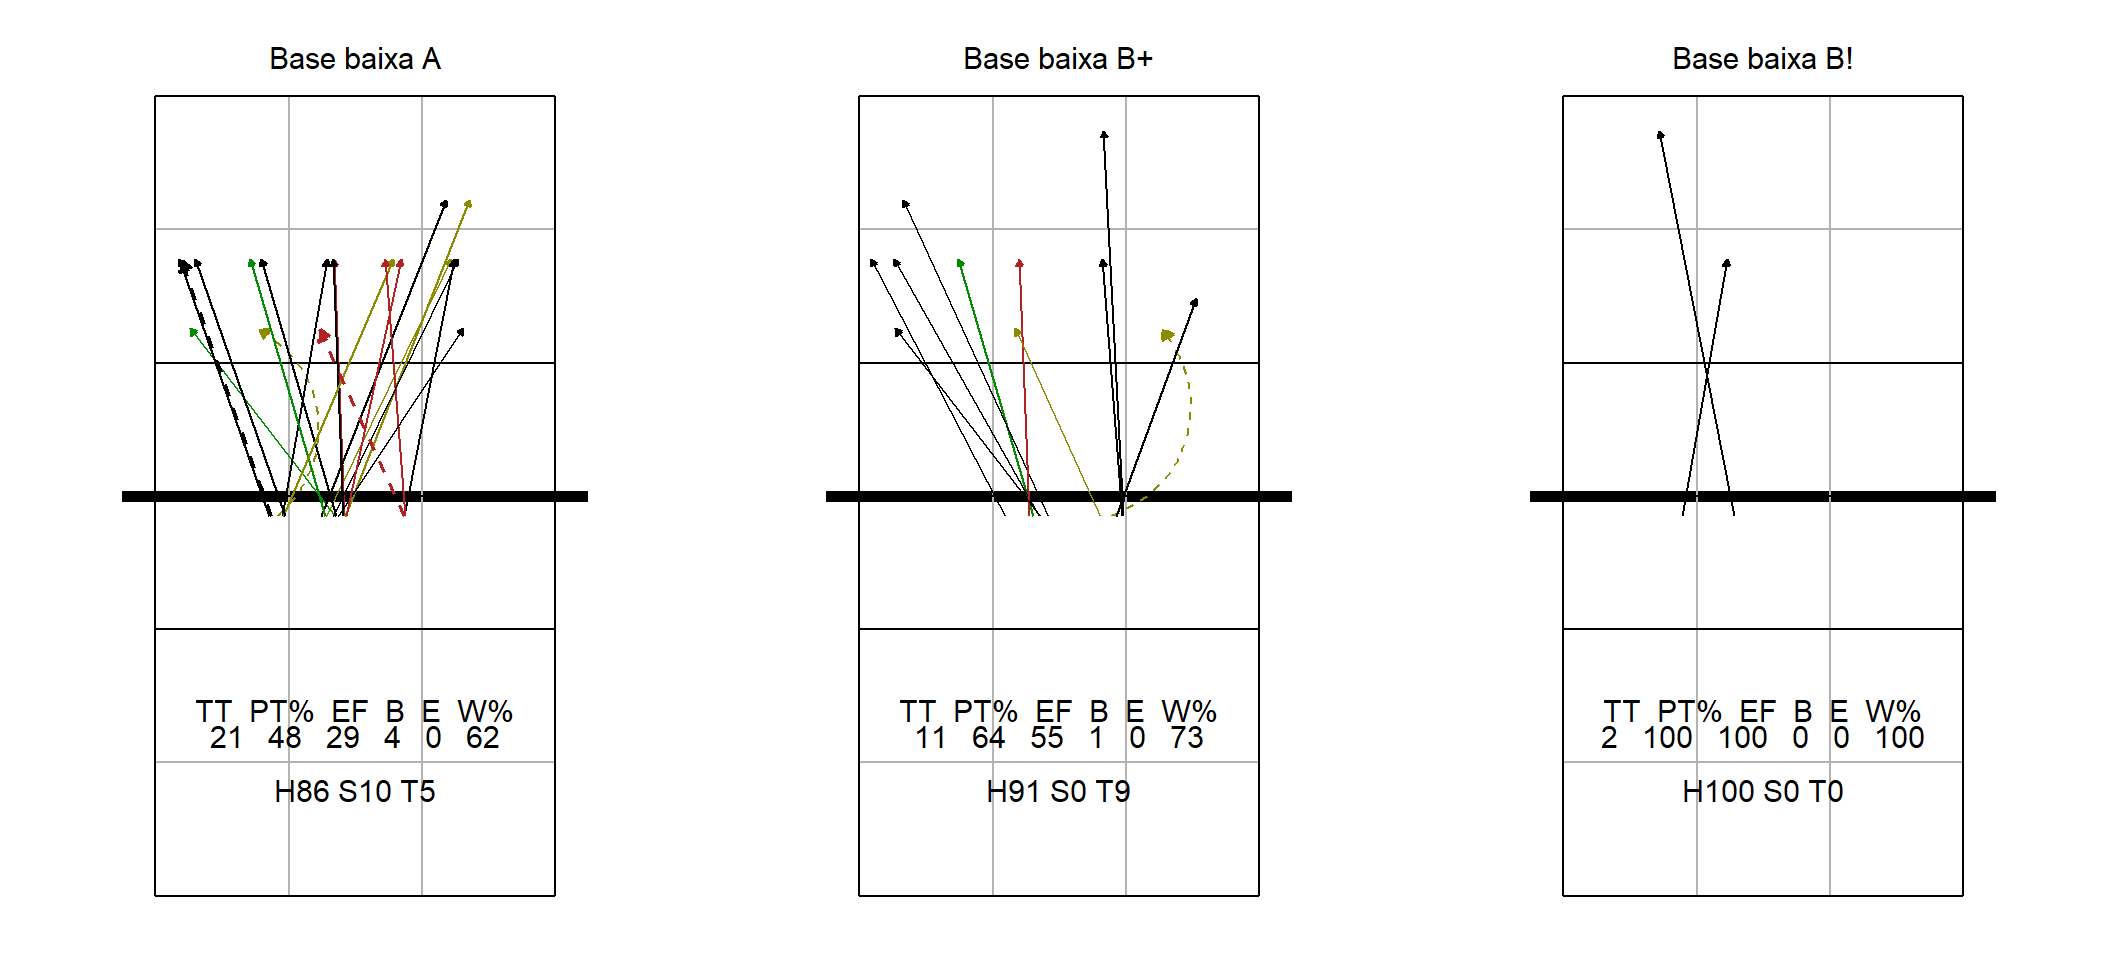 Base baixa A
TT PT% EF B E W%
21 48 29 4 0 62
H86 S10 T5
Base baixa B+
TT PT% EF B E W%
11 64 55 1 0 73
H91 S0 T9
Base baixa B!
TT PT% EF B E W%
2 100 100 0 0 100
H100 S0 T0